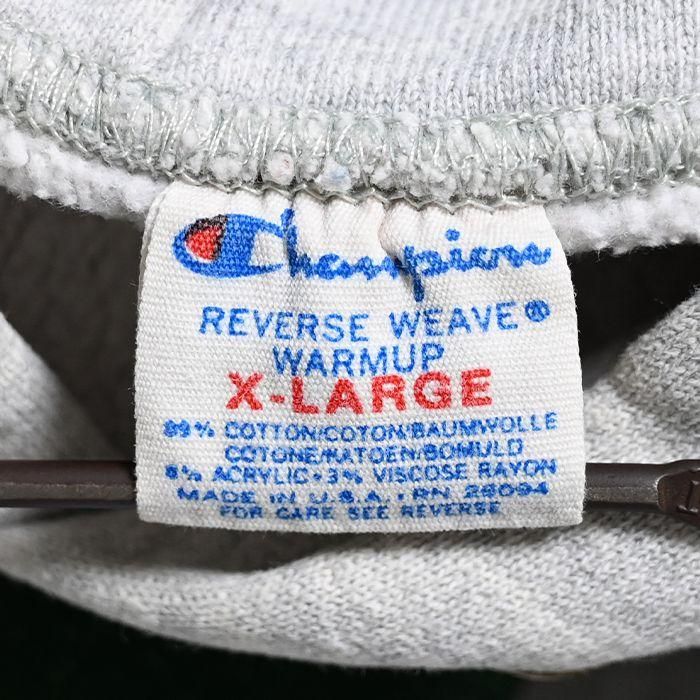 Champion
REVERSE WEAVE®
WARMUP
X-LARGE
89% COTTON/COTON/BAUMWOLLE
COTONE/KATOEN/BOMULD
8% ACRYLIC • 3% VISCOSE RAYON
MADE IN U.S.A. • RN 26094
FOR CARE SEE REVERSE